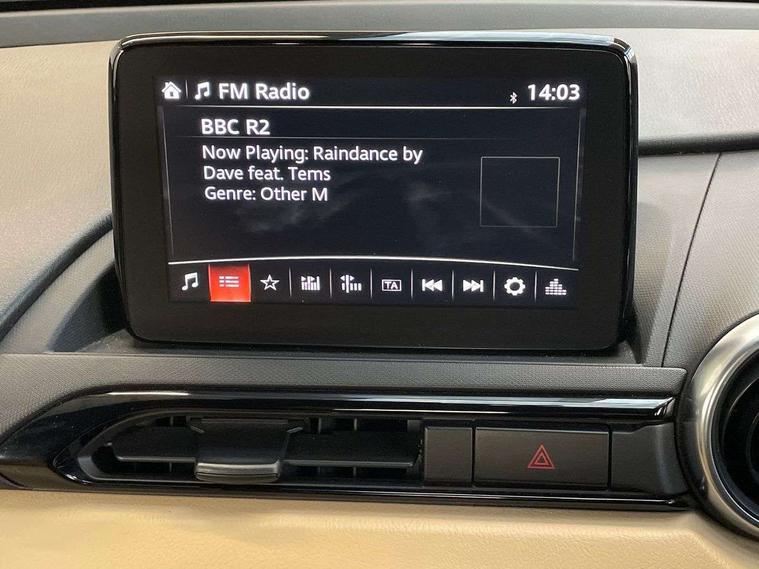 FM Radio 14:03
BBC R2
Now Playing: Raindance by
Dave feat. Tems
Genre: Other M
TA